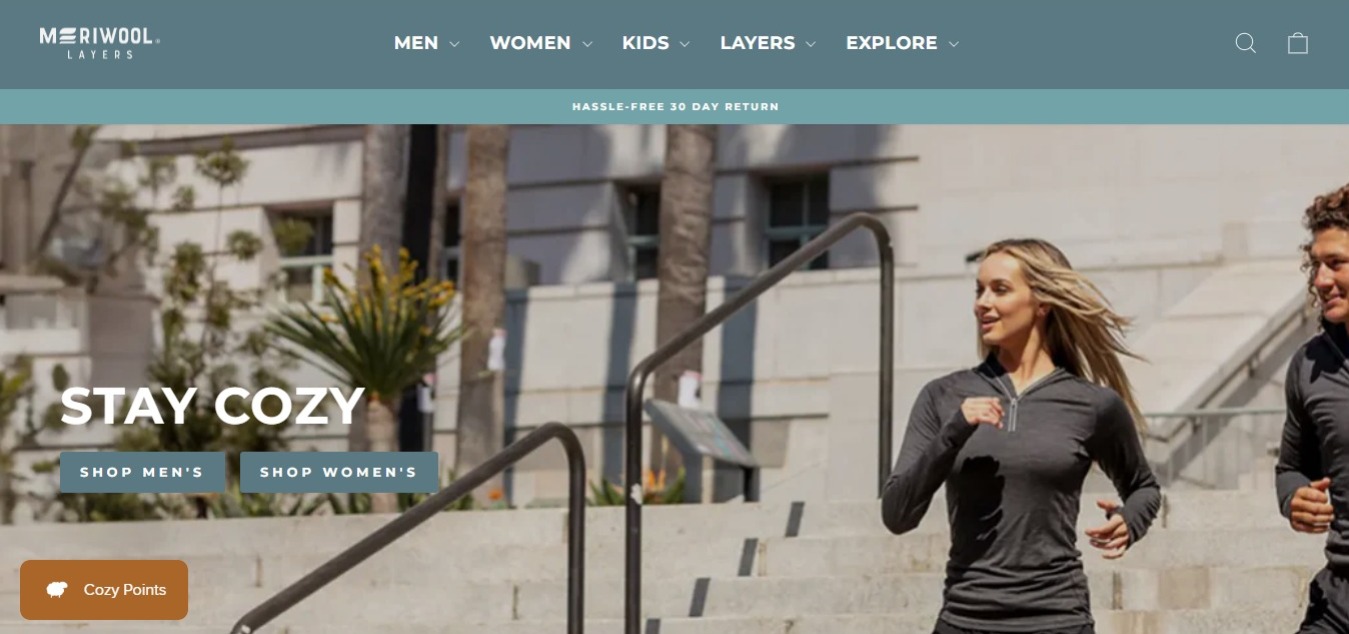 MERIWOOL®
LAYERS
MEN
WOMEN
KIDS
LAYERS
EXPLORE
HASSLE-FREE 30 DAY RETURN
STAY COZY
SHOP MEN'S
SHOP WOMEN'S
Cozy Points